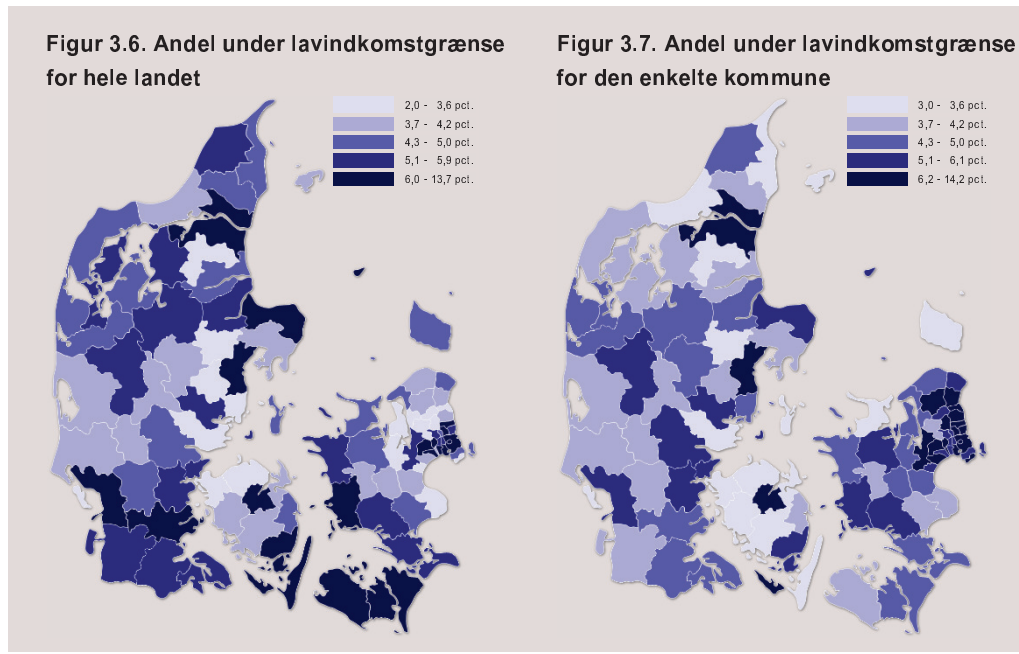 Figur 3.6. Andel under lavindkomstgrænse
for hele landet
2,0 - 3,6 pct.
3,7 - 4,2 pct.
4,3 - 5,0 pct.
5,1 - 5,9 pct.
6,0 - 13,7 pct.
Figur 3.7. Andel under lavindkomstgrænse
for den enkelte kommune
3,0 - 3,6 pct.
3,7 - 4,2 pct.
4,3 - 5,0 pct.
5,1 - 6,1 pct.
6,2 - 14,2 pct.